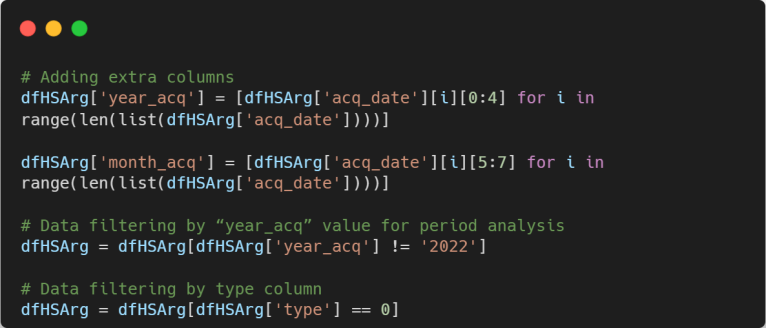 # Adding extra columns
dfHSArg['year_acq'] = [dfHSArg['acq_date'][i][0:4] for i in
range(len(list(dfHSArg['acq_date'])))]
dfHSArg['month_acq'] = [dfHSArg['acq_date'][i][5:7] for i in
range(len(list(dfHSArg['acq_date'])))]
# Data filtering by “year_acq” value for period analysis
dfHSArg = dfHSArg[dfHSArg['year_acq'] != '2022']
# Data filtering by type column
dfHSArg = dfHSArg[dfHSArg['type'] == 0]